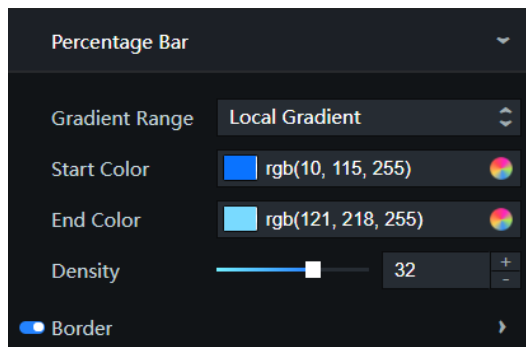 Percentage Bar
Gradient Range Local Gradient
Start Color rgb(10, 115, 255)
End Color rgb(121, 218, 255)
Density 32 + -
Border